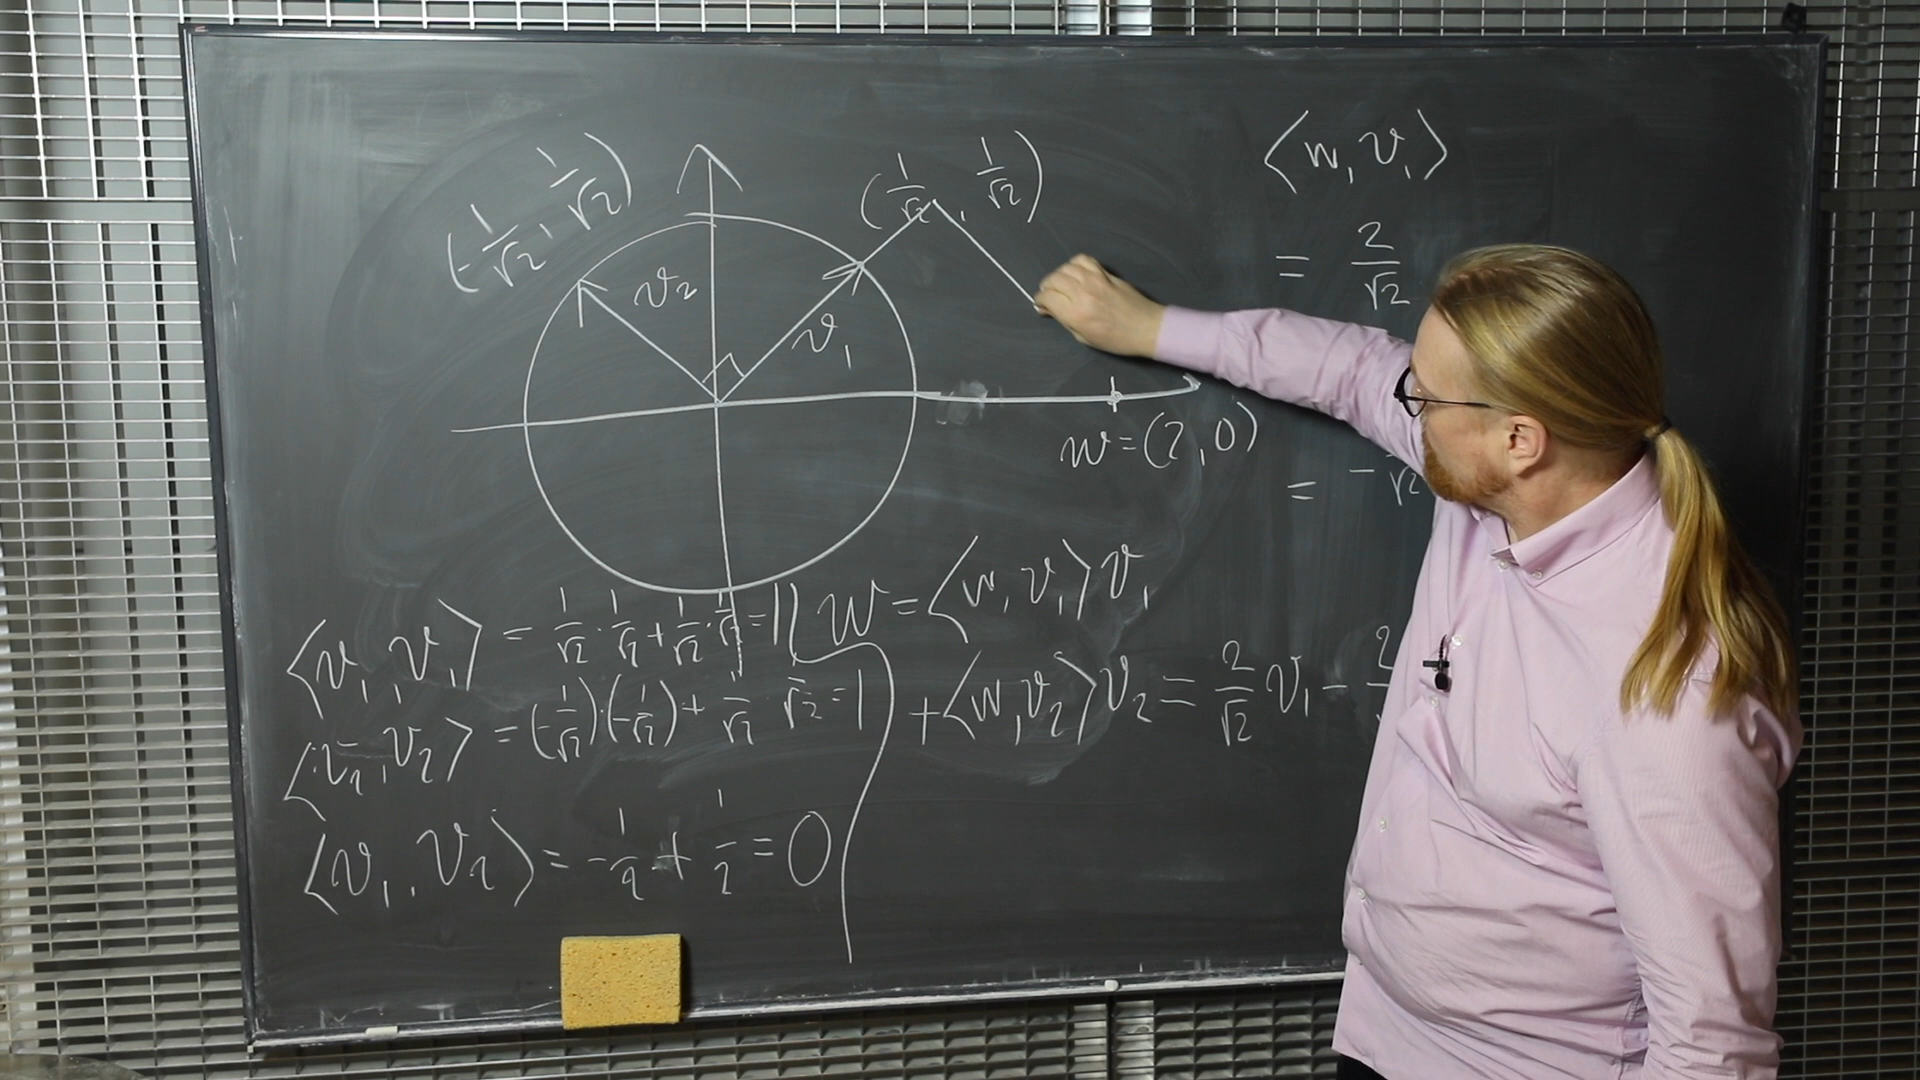 (-1/√2, 1/√2)
(1/√2, 1/√2)
v₂
v₁
w=(2,0)
⟨w,v₁⟩
= 2/√2
= -
⟨v₁,v₁⟩ = 1/√2·1/√2+1/√2·1/√2=1
⟨v₂,v₂⟩ =(-1/√2)·(-1/√2)+1/√2·1/√2=1
⟨v₁,v₂⟩= -1/2+1/2=0
w=⟨w,v₁⟩v₁
+⟨w,v₂⟩v₂= 2/√2 v₁- 2